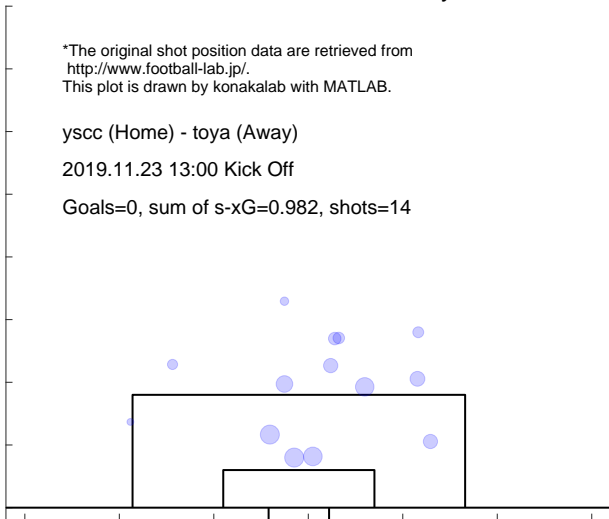 *The original shot position data are retrieved from
http://www.football-lab.jp/.
This plot is drawn by konakalab with MATLAB.
yscc (Home) - toya (Away)
2019.11.23 13:00 Kick Off
Goals=0, sum of s-xG=0.982, shots=14